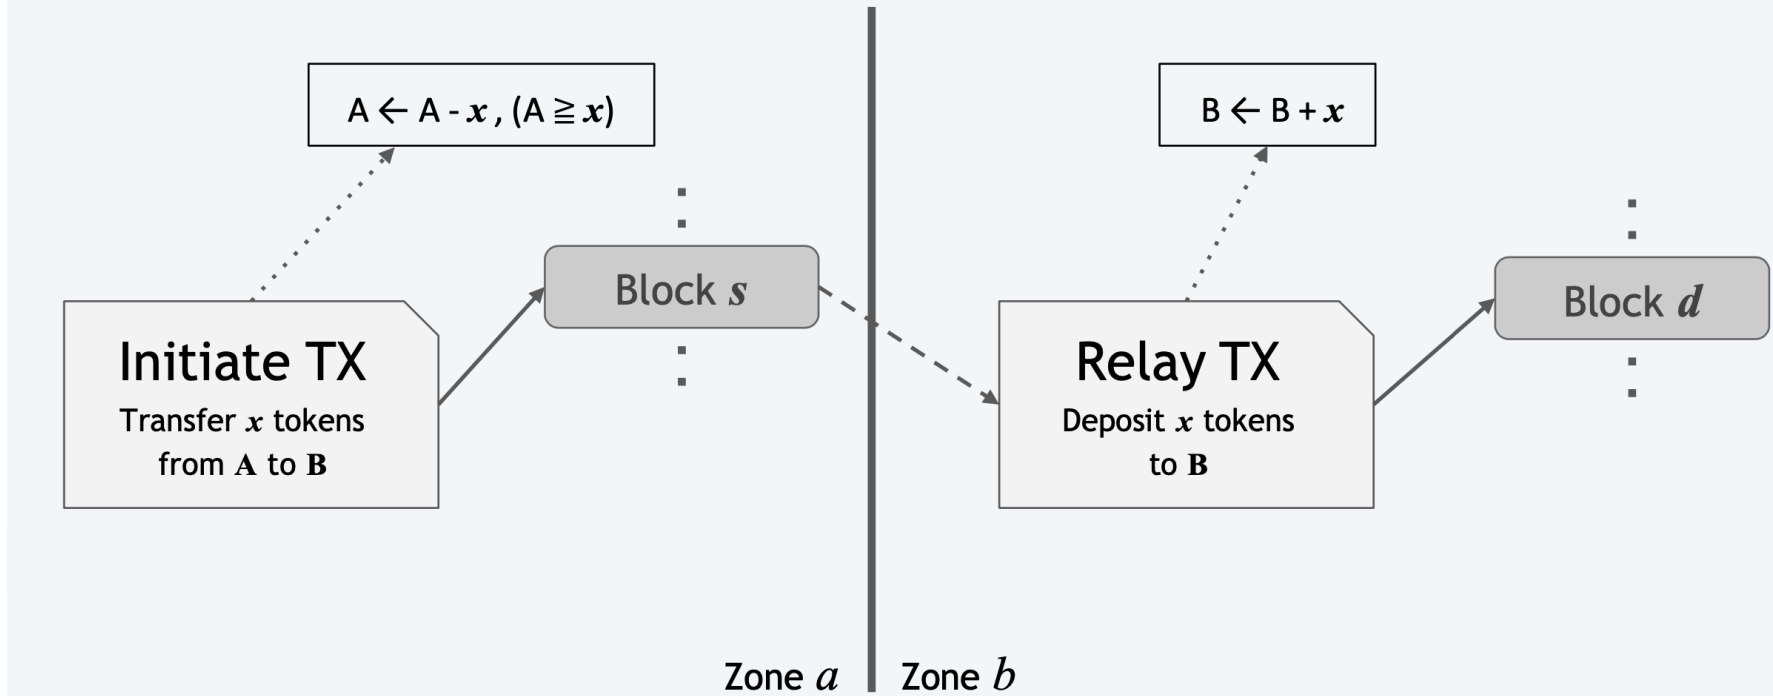 A ← A - x , (A ≧ x)
Initiate TX
Transfer x tokens
from A to B
Block s
Zone a
B ← B + x
Relay TX
Deposit x tokens
to B
Block d
Zone b